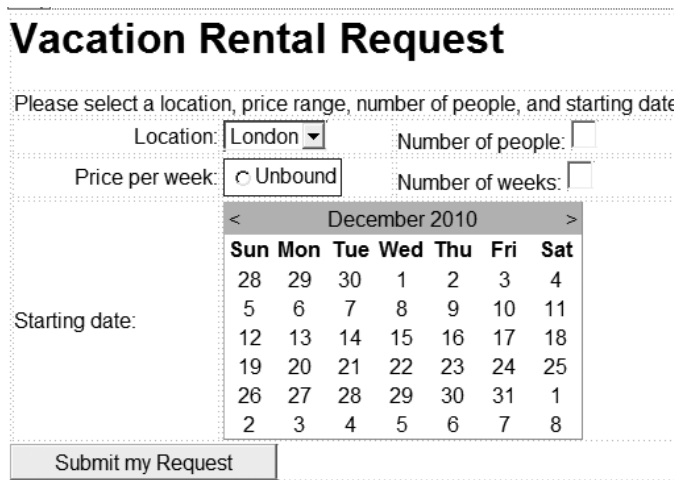 Vacation Rental Request
Please select a location, price range, number of people, and starting date
Location: London Number of people:
Price per week: Unbound Number of weeks:
< December 2010 >
Sun Mon Tue Wed Thu Fri Sat
28 29 30 1 2 3 4
5 6 7 8 9 10 11
Starting date:
12 13 14 15 16 17 18
19 20 21 22 23 24 25
26 27 28 29 30 31 1
2 3 4 5 6 7 8
Submit my Request